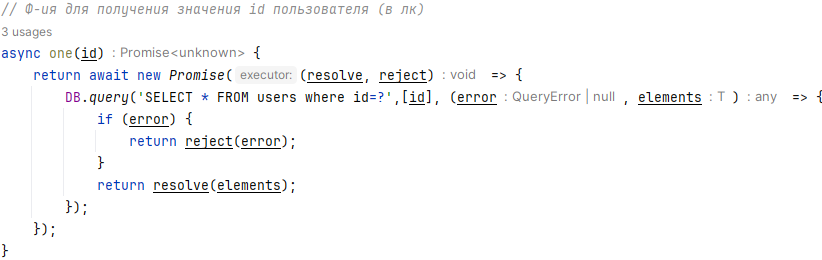 // Ф-ия для получения значения id пользователя (в лк)
3 usages
async one(id) : Promise<unknown> {
return await new Promise( executor: (resolve, reject) : void => {
DB.query('SELECT * FROM users where id=?',[id], (error : QueryError | null , elements : T ) : any => {
if (error) {
return reject(error);
}
return resolve(elements);
});
});
}